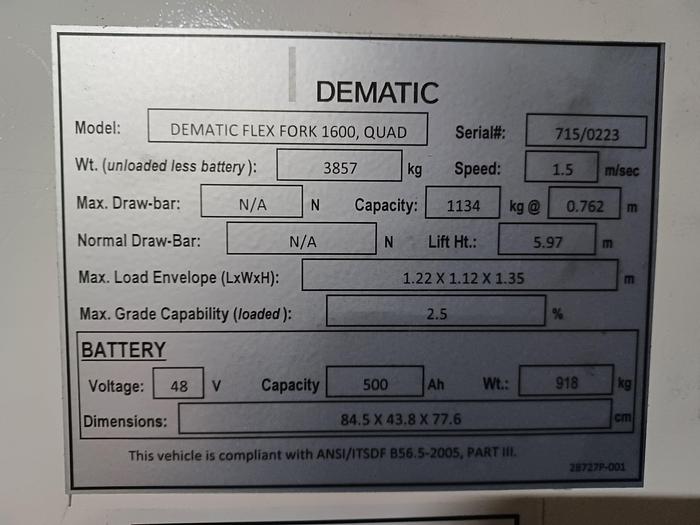 DEMATIC
Model: DEMATIC FLEX FORK 1600, QUAD Serial#: 715/0223
Wt. (unloaded less battery): 3857 kg Speed: 1.5 m/sec
Max. Draw-bar: N/A N Capacity: 1134 kg @ 0.762 m
Normal Draw-Bar: N/A N Lift Ht.: 5.97 m
Max. Load Envelope (LxWxH): 1.22 X 1.12 X 1.35 m
Max. Grade Capability (loaded): 2.5 %
BATTERY
Voltage: 48 V Capacity 500 Ah Wt.: 918 kg
Dimensions: 84.5 X 43.8 X 77.6 cm
This vehicle is compliant with ANSI/ITSDF B56.5-2005, PART III.
28727P-001